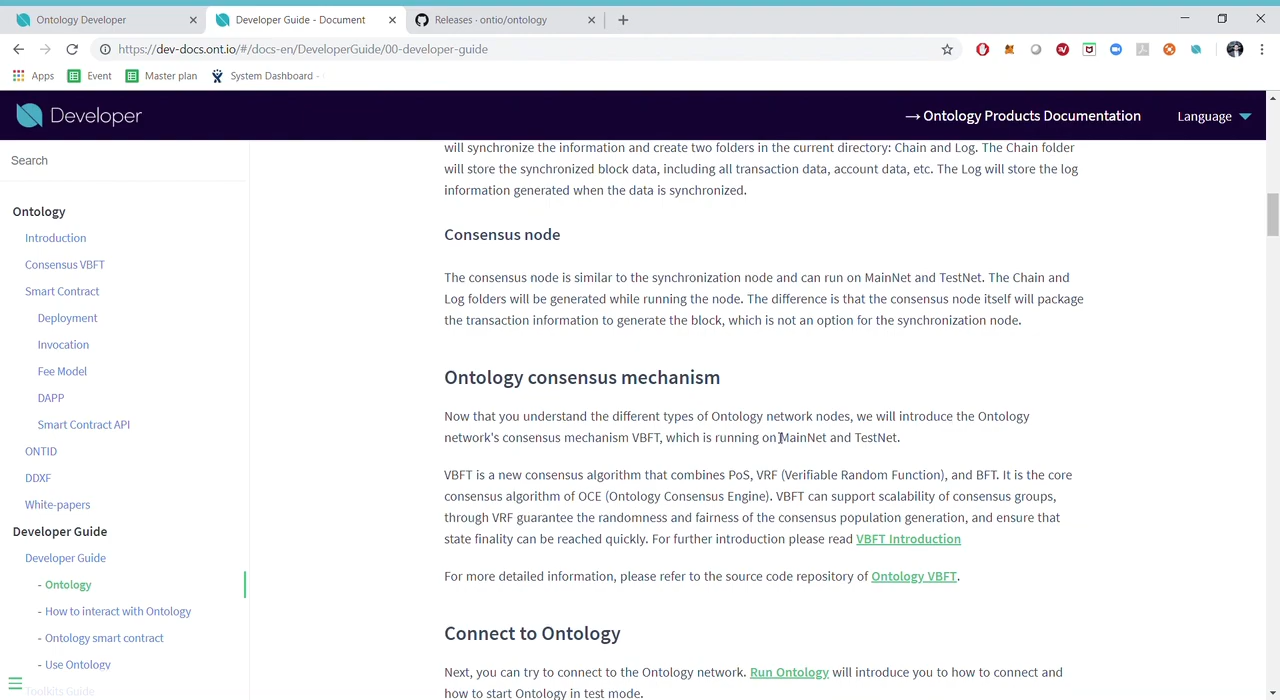 Ontology Developer
Developer Guide - Document
Releases · ontio/ontology
https://dev-docs.ont.io/#/docs-en/DeveloperGuide/00-developer-guide
Apps
Event
Master plan
System Dashboard -
Developer
→ Ontology Products Documentation
Language
Search
Ontology
Introduction
Consensus VBFT
Smart Contract
Deployment
Invocation
Fee Model
DAPP
Smart Contract API
ONTID
DDXF
White-papers
Developer Guide
Developer Guide
- Ontology
- How to interact with Ontology
- Ontology smart contract
- Use Ontology
Toolkits Guide
will synchronize the information and create two folders in the current directory: Chain and Log. The Chain folder
will store the synchronized block data, including all transaction data, account data, etc. The Log will store the log
information generated when the data is synchronized.
Consensus node
The consensus node is similar to the synchronization node and can run on MainNet and TestNet. The Chain and
Log folders will be generated while running the node. The difference is that the consensus node itself will package
the transaction information to generate the block, which is not an option for the synchronization node.
Ontology consensus mechanism
Now that you understand the different types of Ontology network nodes, we will introduce the Ontology
network's consensus mechanism VBFT, which is running on MainNet and TestNet.
VBFT is a new consensus algorithm that combines PoS, VRF (Verifiable Random Function), and BFT. It is the core
consensus algorithm of OCE (Ontology Consensus Engine). VBFT can support scalability of consensus groups,
through VRF guarantee the randomness and fairness of the consensus population generation, and ensure that
state finality can be reached quickly. For further introduction please read VBFT Introduction
For more detailed information, please refer to the source code repository of Ontology VBFT.
Connect to Ontology
Next, you can try to connect to the Ontology network. Run Ontology will introduce you to how to connect and
how to start Ontology in test mode.